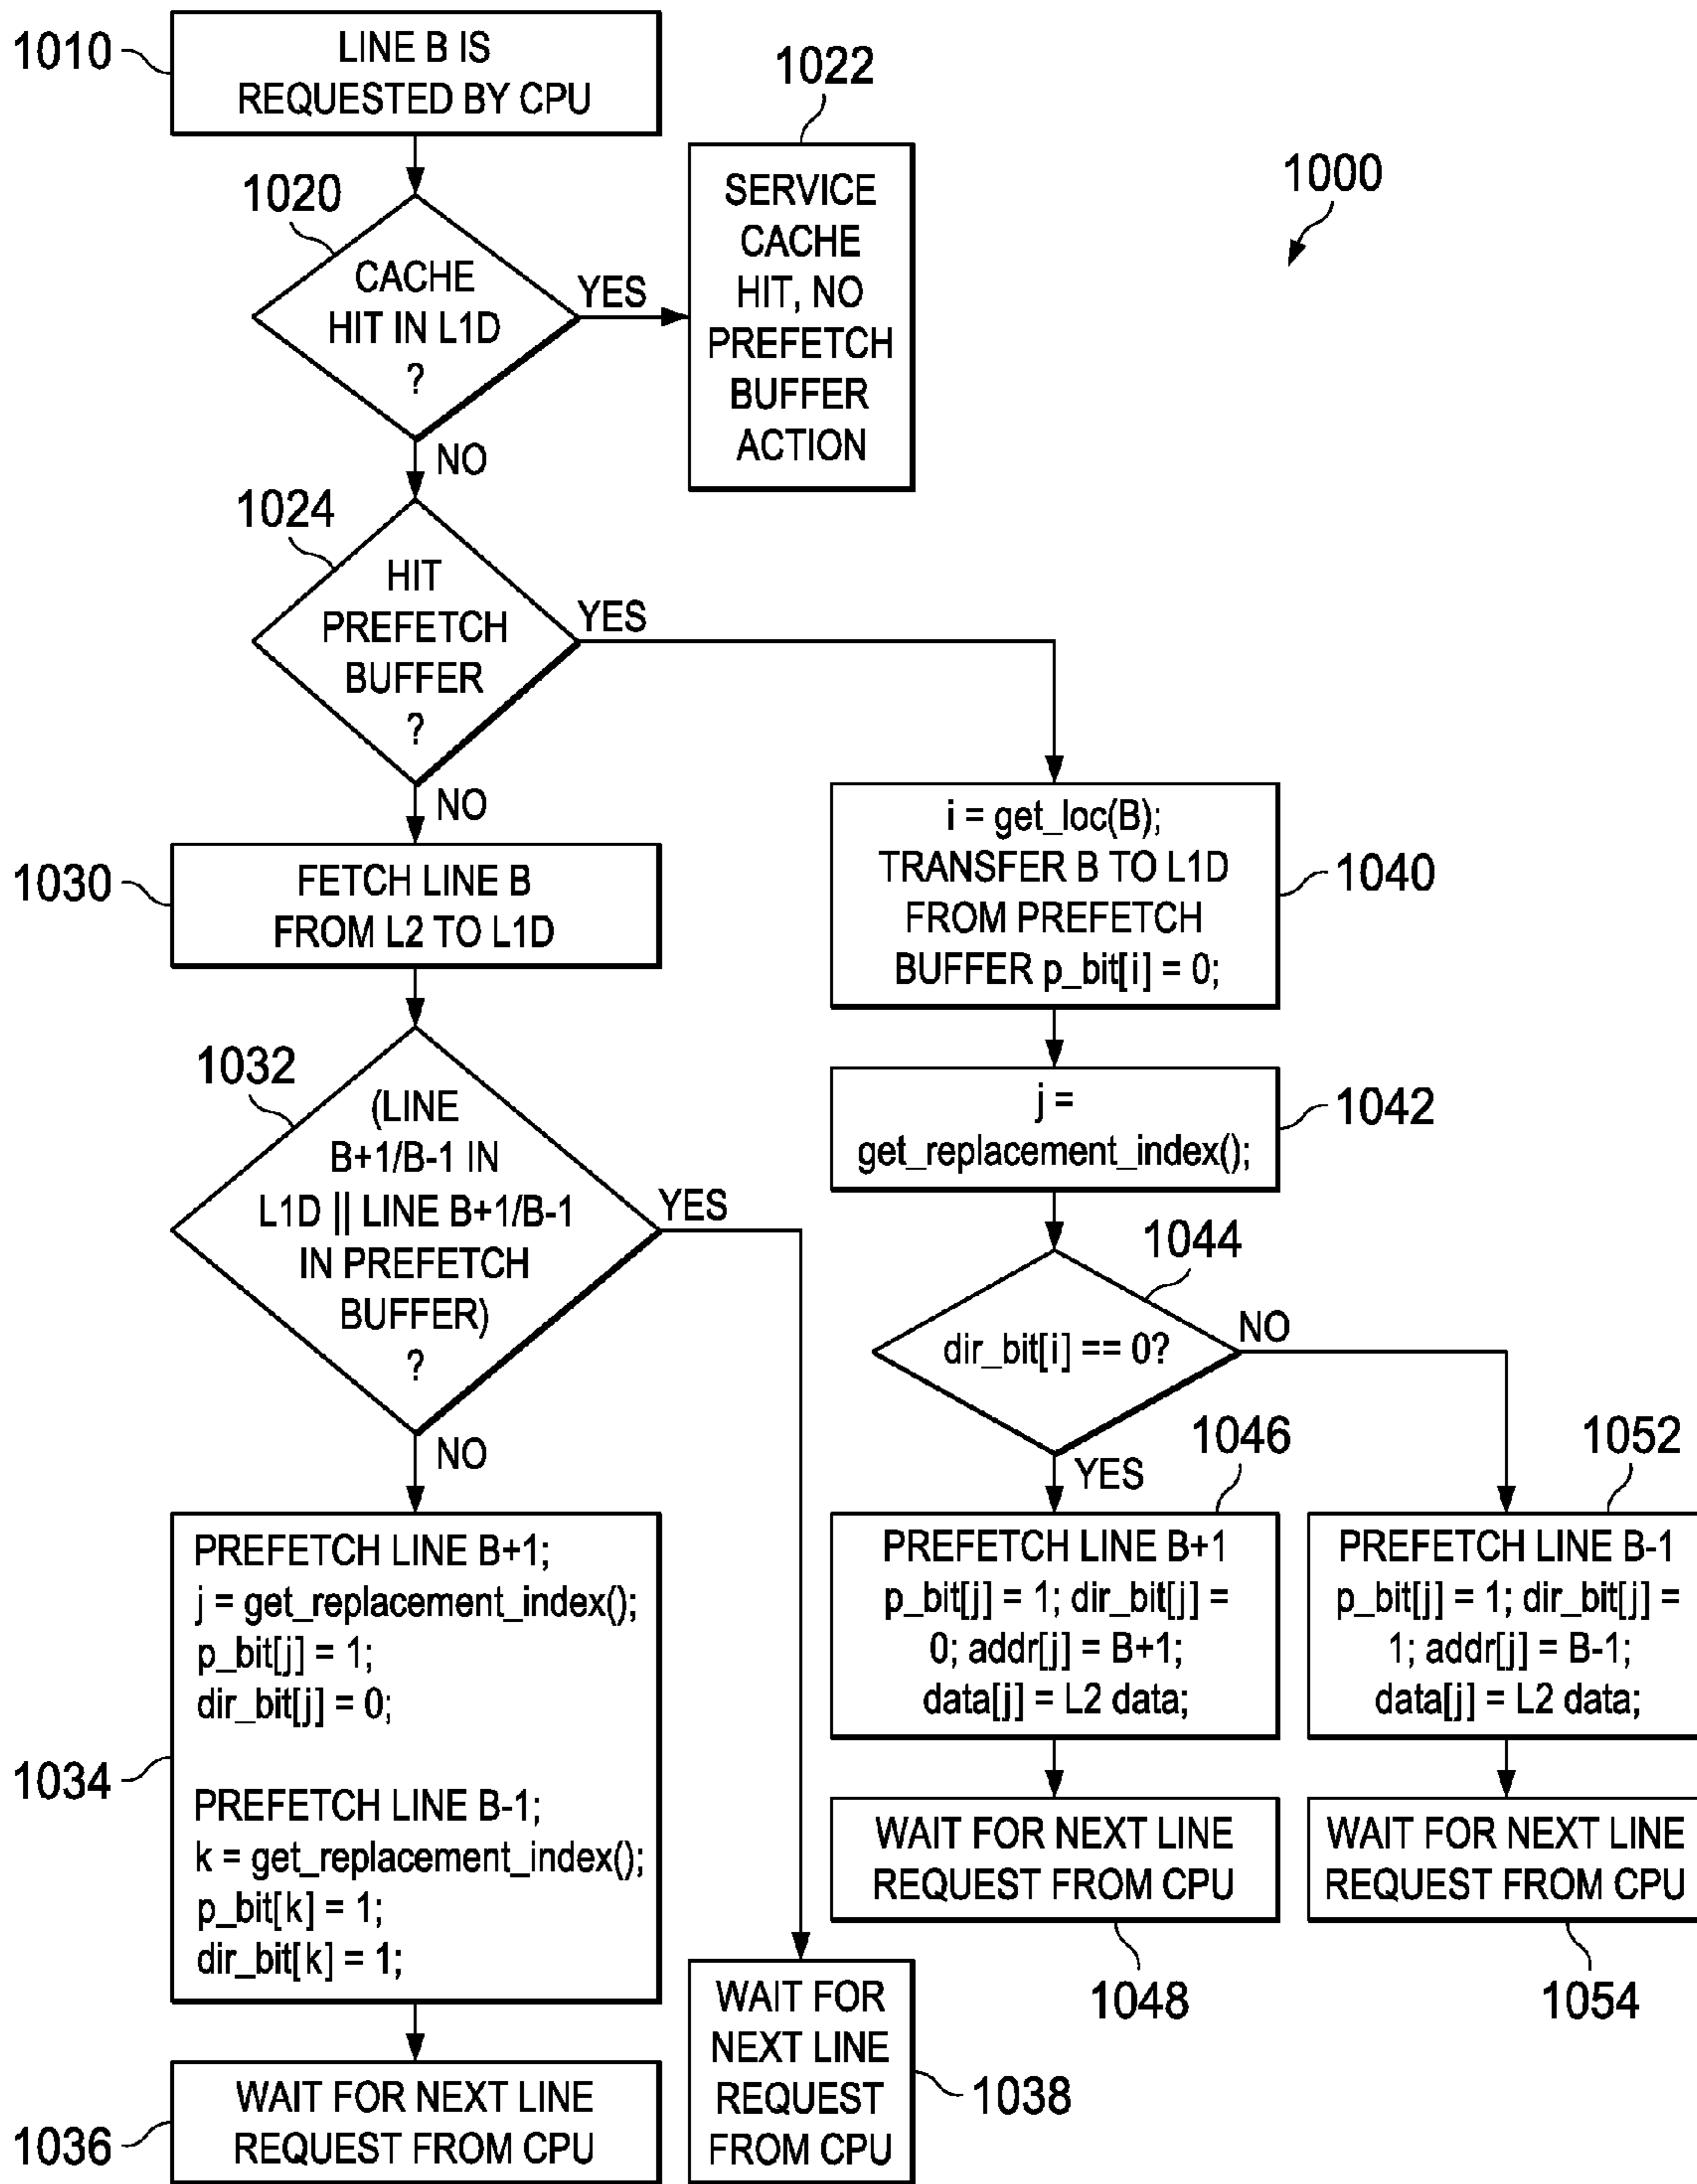 1010
LINE B IS
REQUESTED BY CPU
1000
1020
CACHE
HIT IN L1D
?
YES
NO
1022
SERVICE
CACHE
HIT, NO
PREFETCH
BUFFER
ACTION
1024
HIT
PREFETCH
BUFFER
?
YES
NO
1030
FETCH LINE B
FROM L2 TO L1D
1032
(LINE
B+1/B-1 IN
L1D || LINE B+1/B-1
IN PREFETCH
BUFFER)
?
YES
NO
1034
PREFETCH LINE B+1;
j = get_replacement_index();
p_bit[j] = 1;
dir_bit[j] = 0;
PREFETCH LINE B-1;
k = get_replacement_index();
p_bit[k] = 1;
dir_bit[k] = 1;
1036
WAIT FOR NEXT LINE
REQUEST FROM CPU
WAIT FOR
NEXT LINE
REQUEST
FROM CPU
1038
i = get_loc(B);
TRANSFER B TO L1D
FROM PREFETCH
BUFFER p_bit[i] = 0;
1040
j =
get_replacement_index();
1042
1044
dir_bit[i] == 0?
NO
YES
1046
PREFETCH LINE B+1
p_bit[j] = 1; dir_bit[j] =
0; addr[j] = B+1;
data[j] = L2 data;
WAIT FOR NEXT LINE
REQUEST FROM CPU
1048
1052
PREFETCH LINE B-1
p_bit[j] = 1; dir_bit[j] =
1; addr[j] = B-1;
data[j] = L2 data;
WAIT FOR NEXT LINE
REQUEST FROM CPU
1054